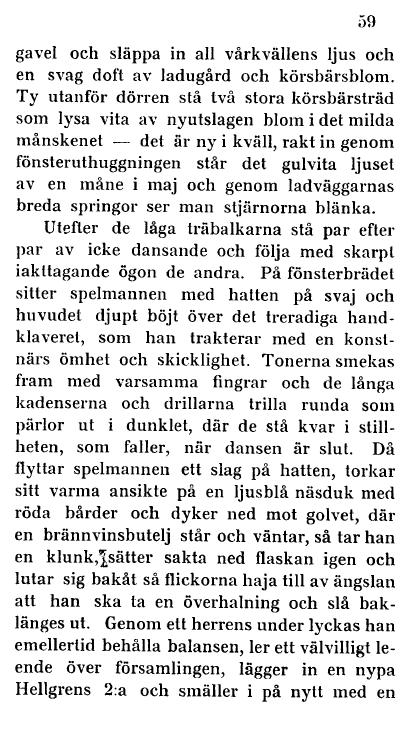 59
gavel och släppa in all vårkvällens ljus och
en svag doft av ladugård och körsbärsblom.
Ty utanför dörren stå två stora körsbärsträd
som lysa vita av nyutslagen blom i det milda
månskenet — det är ny i kväll, rakt in genom
fönsteruthuggningen står det gulvita ljuset
av en måne i maj och genom ladväggarnas
breda springor ser man stjärnorna blänka.
Utefter de låga träbalkarna stå par efter
par av icke dansande och följa med skarpt
iakttagande ögon de andra. På fönsterbrädet
sitter spelmannen med hatten på svaj och
huvudet djupt böjt över det treradiga hand-
klaveret, som han trakterar med en konst-
närs ömhet och skicklighet. Tonerna smekas
fram med varsamma fingrar och de långa
kadenserna och drillarna trilla runda som
pärlor ut i dunklet, där de stå kvar i still-
heten, som faller, när dansen är slut. Då
flyttar spelmannen ett slag på hatten, torkar
sitt varma ansikte på en ljusblå näsduk med
röda bårder och dyker ned mot golvet, där
en brännvinsbutelj står och väntar, så tar han
en klunk, sätter sakta ned flaskan igen och
lutar sig bakåt så flickorna haja till av ängslan
att han ska ta en överhalning och slå bak-
länges ut. Genom ett herrens under lyckas han
emellertid behålla balansen, ler ett välvilligt le-
ende över församlingen, lägger in en nypa
Hellgrens 2:a och smäller i på nytt med en